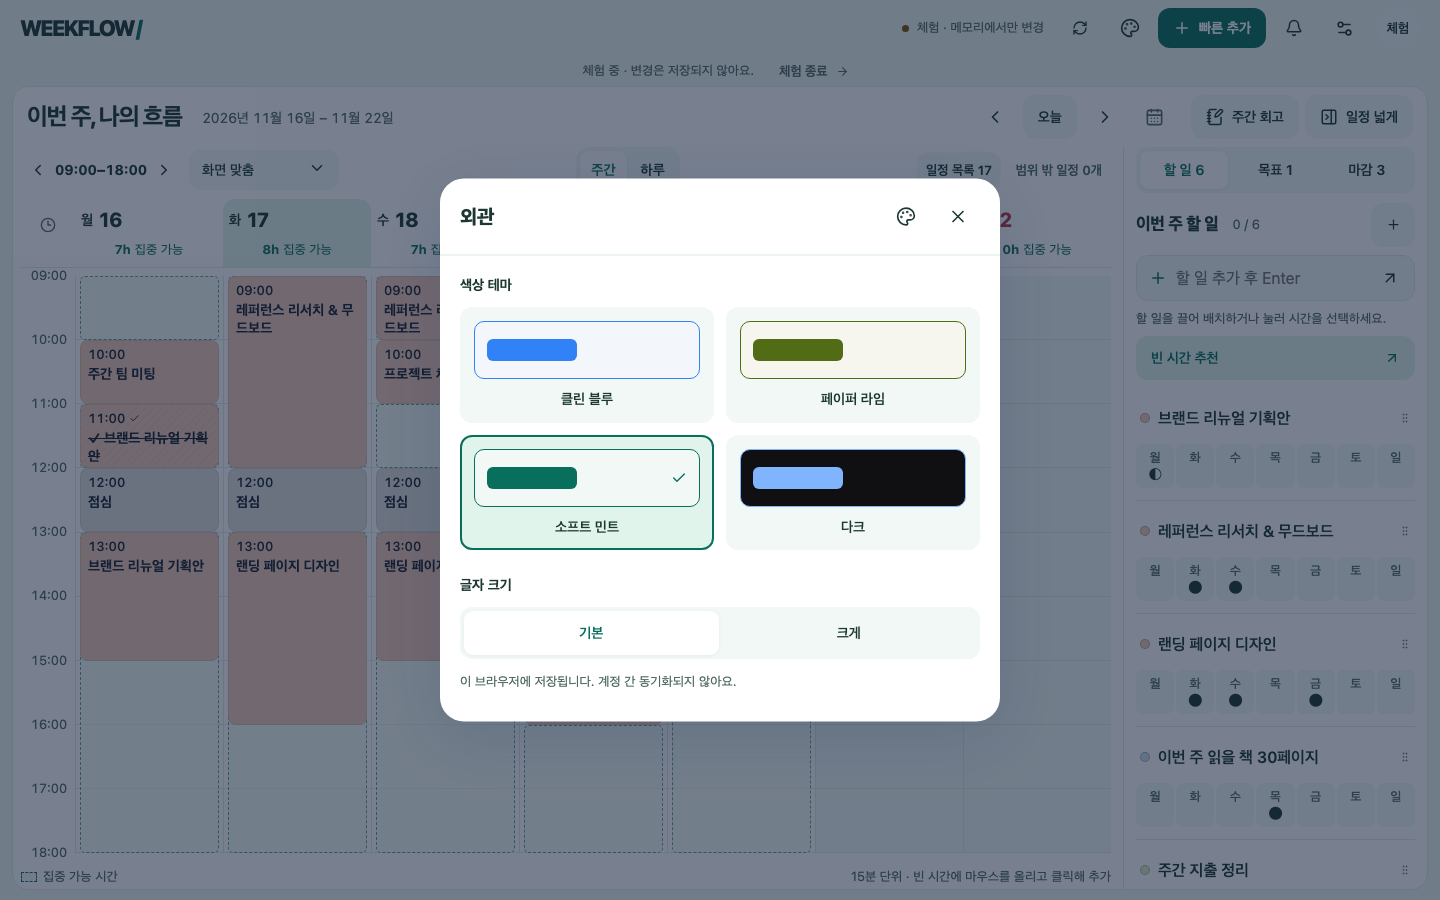 WEEKFLOW/
체험 · 메모리에서만 변경
빠른 추가
체험
체험 중 · 변경은 저장되지 않아요.
체험 종료 →
이번 주, 나의 흐름
2026년 11월 16일 – 11월 22일
오늘
주간 회고
일정 넓게
09:00–18:00
화면 맞춤
주간
하루
일정 목록 17
범위 밖 일정 0개
할 일 6
목표 1
마감 3
월 16
7h 집중 가능
화 17
8h 집중 가능
수 18
0h 집중 가능
09:00
10:00
11:00
12:00
13:00
14:00
15:00
16:00
17:00
18:00
10:00
주간 팀 미팅
11:00 ✓
✓ 브랜드 리뉴얼 기획
안
12:00
점심
13:00
브랜드 리뉴얼 기획안
09:00
레퍼런스 리서치 & 무
드보드
12:00
점심
13:00
랜딩 페이지 디자인
09:00
레퍼런스
드보드
10:00
프로젝트
12:00
점심
13:00
랜딩
집중 가능 시간
15분 단위 · 빈 시간에 마우스를 올리고 클릭해 추가
외관
색상 테마
클린 블루
페이퍼 라임
소프트 민트
다크
글자 크기
기본
크게
이 브라우저에 저장됩니다. 계정 간 동기화되지 않아요.
이번 주 할 일
0 / 6
할 일 추가 후 Enter
할 일을 끌어 배치하거나 눌러 시간을 선택하세요.
빈 시간 추천
브랜드 리뉴얼 기획안
월 화 수 목 금 토 일
레퍼런스 리서치 & 무드보드
월 화 수 목 금 토 일
랜딩 페이지 디자인
월 화 수 목 금 토 일
이번 주 읽을 책 30페이지
월 화 수 목 금 토 일
주간 지출 정리